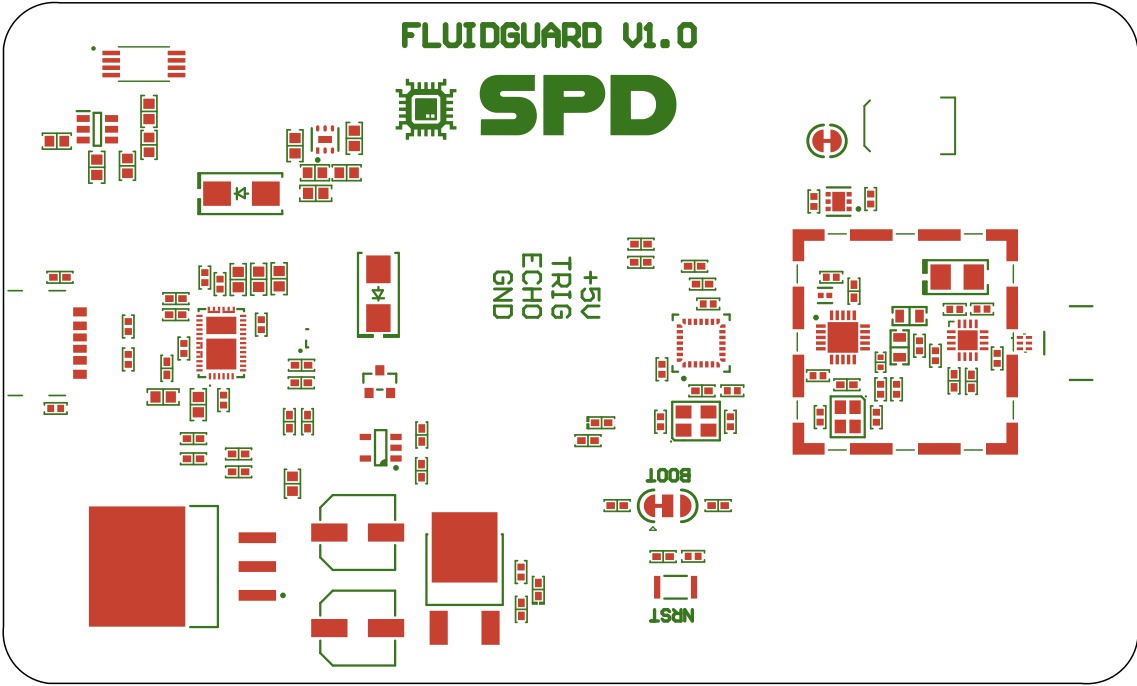 FLUIDGUARD V1.0
SPD
GND
ECHO
TRIG
+5V
BOOT
NRST